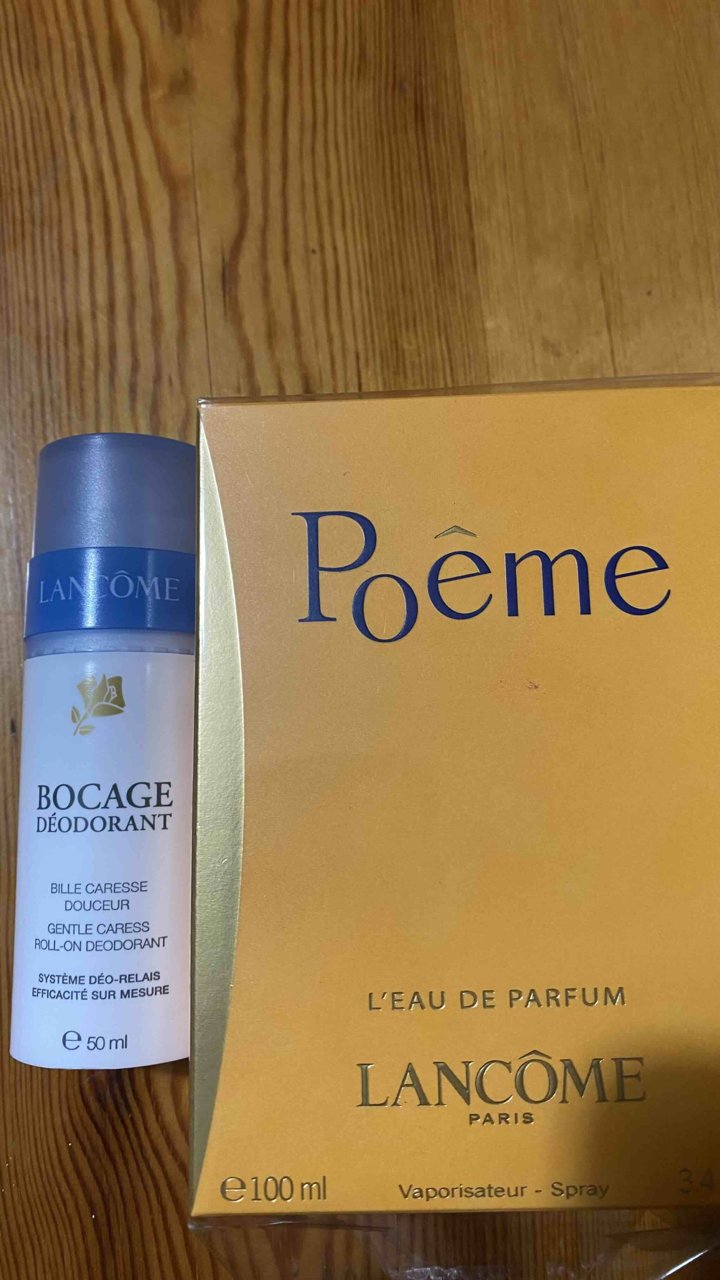 LANCÔME
BOCAGE
DÉODORANT
BILLE CARESSE
DOUCEUR
GENTLE CARESS
ROLL-ON DEODORANT
SYSTÈME DÉO-RELAIS
EFFICACITÉ SUR MESURE
℮ 50 ml
Poême
L'EAU DE PARFUM
LANCÔME
PARIS
℮ 100 ml Vaporisateur - Spray